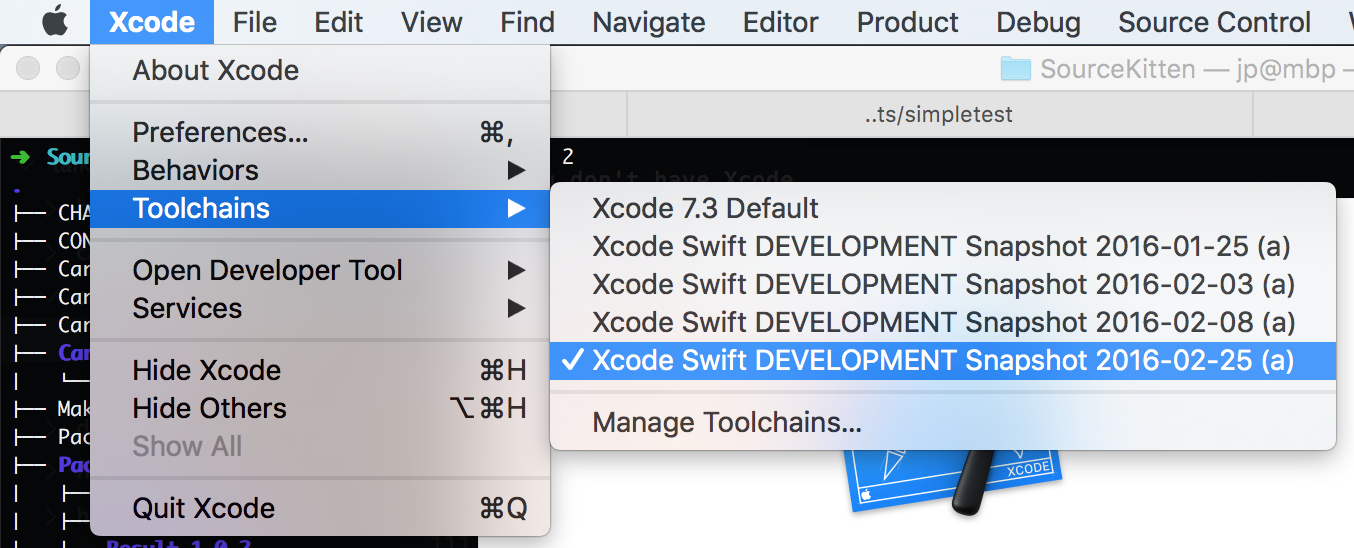 Xcode File Edit View Find Navigate Editor Product Debug Source Control
About Xcode
SourceKitten — jp@mbp —
Preferences... ⌘,
..ts/simpletest
Behaviors ▶
➜ Sour
2
don't have Xcode
Toolchains ▶
Xcode 7.3 Default
├── CHA
├── CON
Xcode Swift DEVELOPMENT Snapshot 2016-01-25 (a)
Open Developer Tool ▶
├── Car
Xcode Swift DEVELOPMENT Snapshot 2016-02-03 (a)
├── Car
Services ▶
├── Car
Xcode Swift DEVELOPMENT Snapshot 2016-02-08 (a)
├── Car
✓ Xcode Swift DEVELOPMENT Snapshot 2016-02-25 (a)
Hide Xcode ⌘H
├── Mak
Hide Others ⌥⌘H
Manage Toolchains...
├── Pac
Show All
├── Pac
XCODE
Quit Xcode ⌘Q
Result 1.0.2